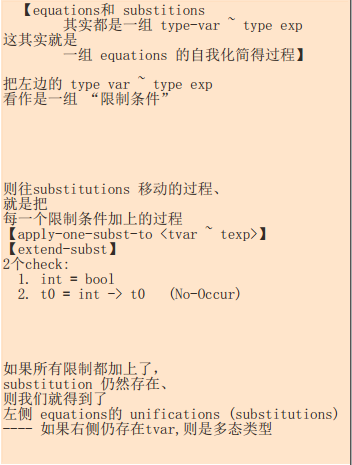 【equations和 substitions
其实都是一组 type-var ~ type exp
这其实就是
一组 equations 的自我化简得过程】
把左边的 type var ~ type exp
看作是一组 “限制条件”
则往substitutions 移动的过程、
就是把
每一个限制条件加上的过程
【apply-one-subst-to <tvar ~ texp>】
【extend-subst】
2个check:
1. int = bool
2. t0 = int -> t0 (No-Occur)
如果所有限制都加上了,
substitution 仍然存在、
则我们就得到了
左侧 equations的 unifications (substitutions)
---- 如果右侧仍存在tvar,则是多态类型